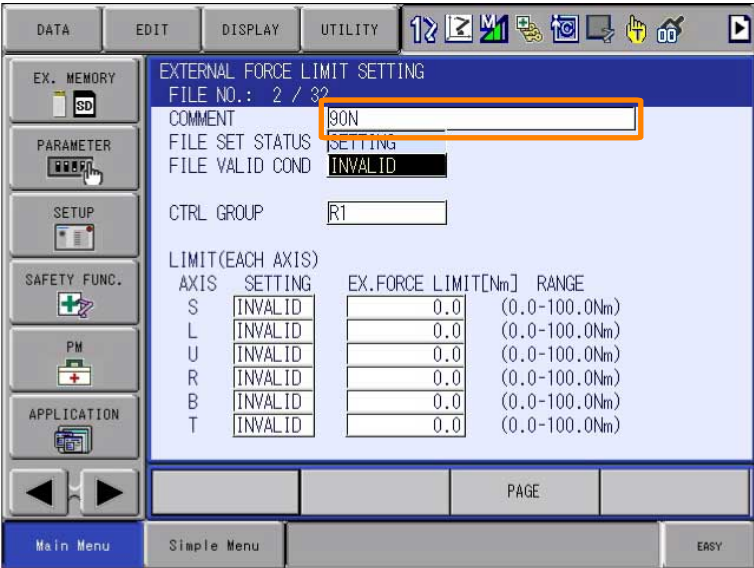 DATA EDIT DISPLAY UTILITY
EX. MEMORY
SD
PARAMETER
SETUP
SAFETY FUNC.
PM
APPLICATION
EXTERNAL FORCE LIMIT SETTING
FILE NO.: 2 / 32
COMMENT 90N
FILE SET STATUS SETTING
FILE VALID COND INVALID
CTRL GROUP R1
LIMIT(EACH AXIS)
AXIS SETTING EX.FORCE LIMIT[Nm] RANGE
S INVALID 0.0 (0.0-100.0Nm)
L INVALID 0.0 (0.0-100.0Nm)
U INVALID 0.0 (0.0-100.0Nm)
R INVALID 0.0 (0.0-100.0Nm)
B INVALID 0.0 (0.0-100.0Nm)
T INVALID 0.0 (0.0-100.0Nm)
PAGE
Main Menu Simple Menu EASY